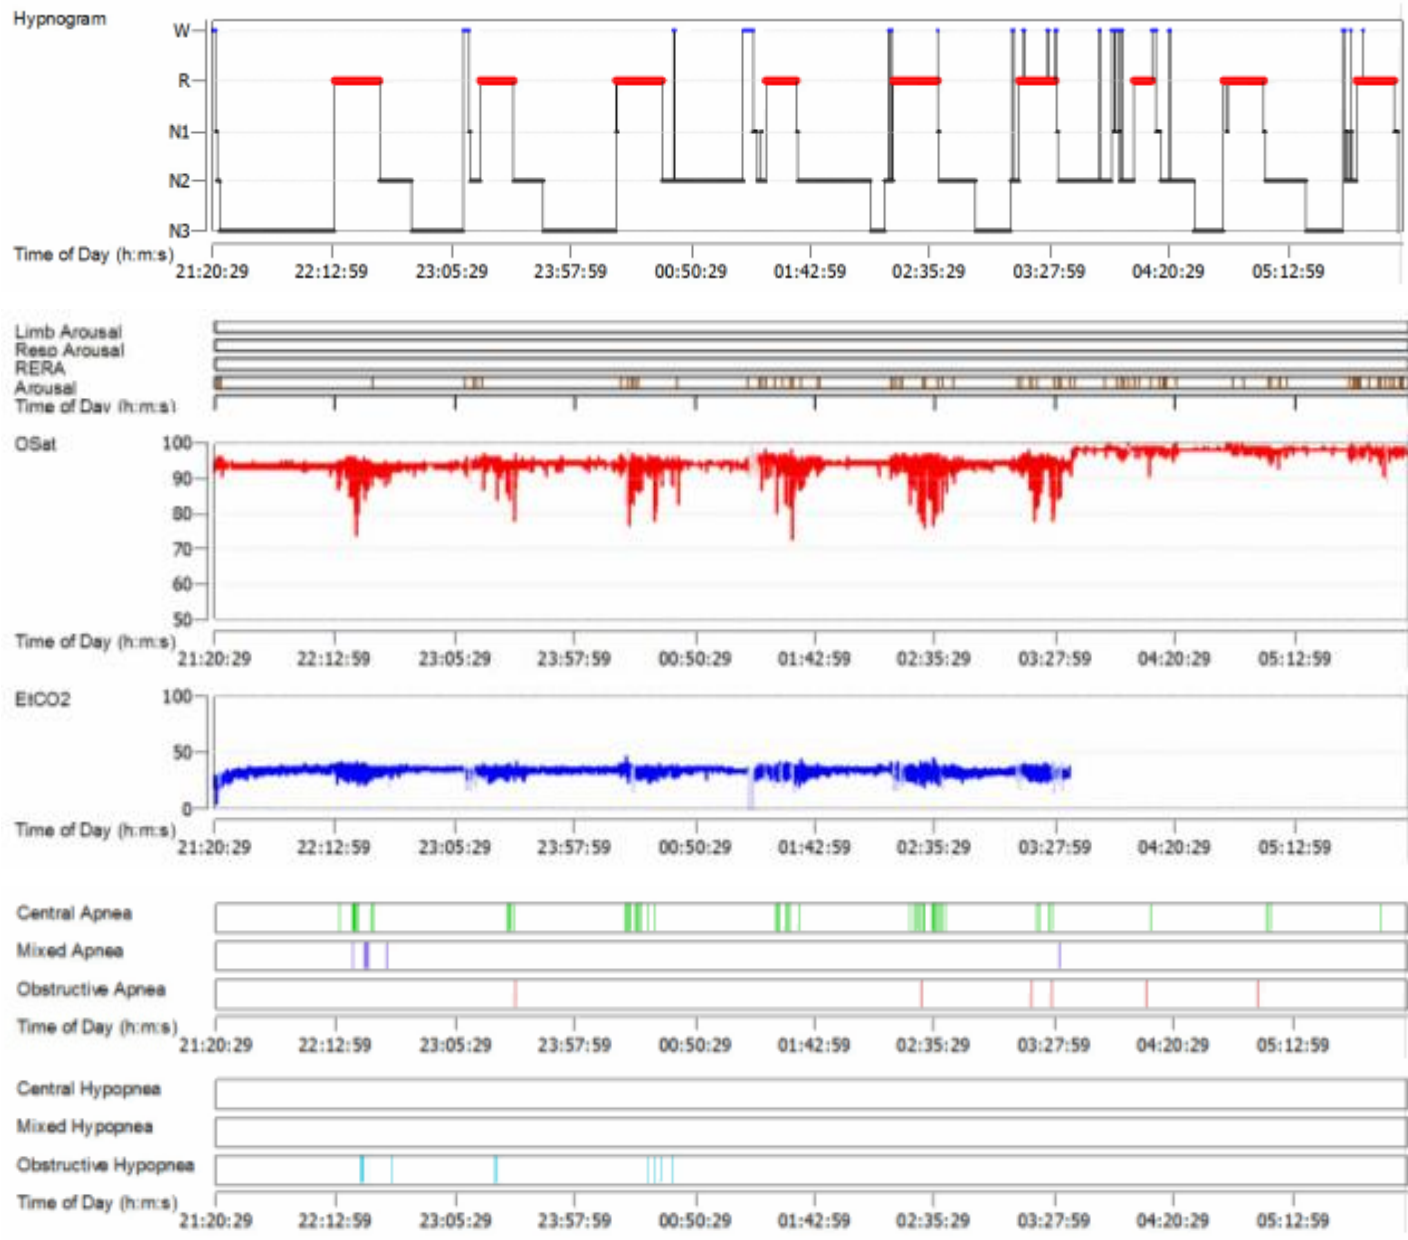 Hypnogram
W
R
N1
N2
N3
Time of Day (h:m:s)
21:20:29 22:12:59 23:05:29 23:57:59 00:50:29 01:42:59 02:35:29 03:27:59 04:20:29 05:12:59
Limb Arousal
Resp Arousal
RERA
Arousal
Time of Day (h:m:s)
OSat
100
90
80
70
60
50
Time of Day (h:m:s)
21:20:29 22:12:59 23:05:29 23:57:59 00:50:29 01:42:59 02:35:29 03:27:59 04:20:29 05:12:59
EtCO2
100
50
0
Time of Day (h:m:s)
21:20:29 22:12:59 23:05:29 23:57:59 00:50:29 01:42:59 02:35:29 03:27:59 04:20:29 05:12:59
Central Apnea
Mixed Apnea
Obstructive Apnea
Time of Day (h:m:s)
21:20:29 22:12:59 23:05:29 23:57:59 00:50:29 01:42:59 02:35:29 03:27:59 04:20:29 05:12:59
Central Hypopnea
Mixed Hypopnea
Obstructive Hypopnea
Time of Day (h:m:s)
21:20:29 22:12:59 23:05:29 23:57:59 00:50:29 01:42:59 02:35:29 03:27:59 04:20:29 05:12:59